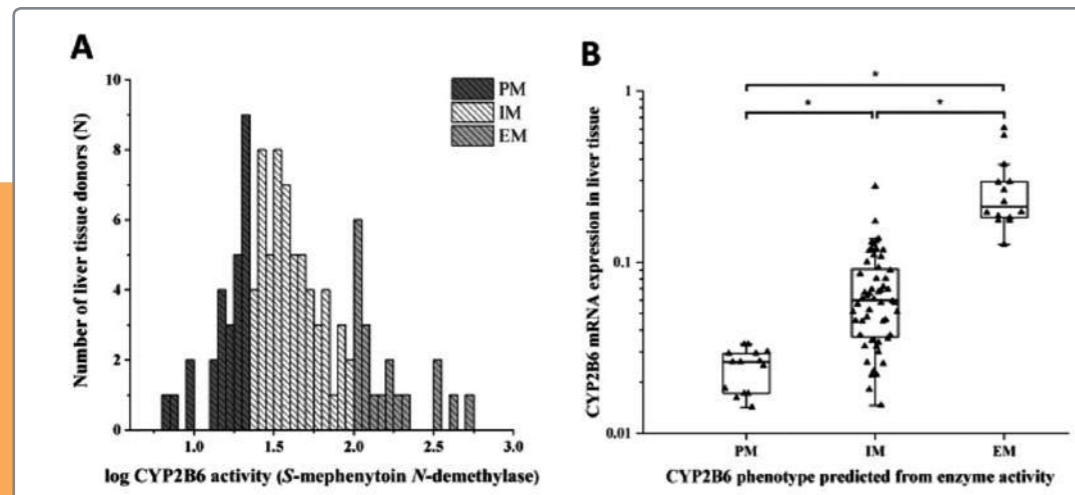 A
Number of liver tissue donors (N)
10
8
6
4
2
0
PM
IM
EM
1.0 1.5 2.0 2.5 3.0
log CYP2B6 activity (S-mephenytoin N-demethylase)
B
CYP2B6 mRNA expression in liver tissue
1
0.1
0.01
* 
* *
PM IM EM
CYP2B6 phenotype predicted from enzyme activity